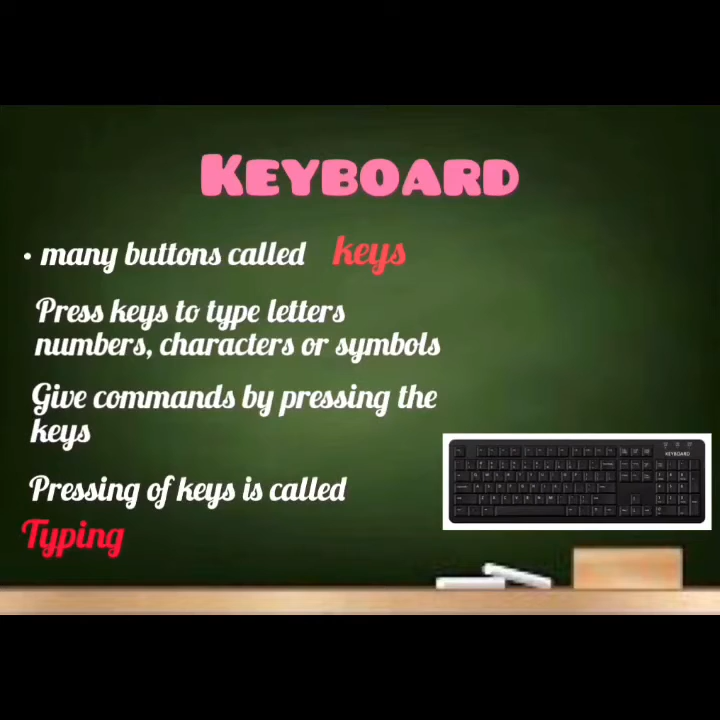 KEYBOARD
• many buttons called keys
Press keys to type letters
numbers, characters or symbols
Give commands by pressing the
keys
Pressing of keys is called
Typing
KEYBOARD